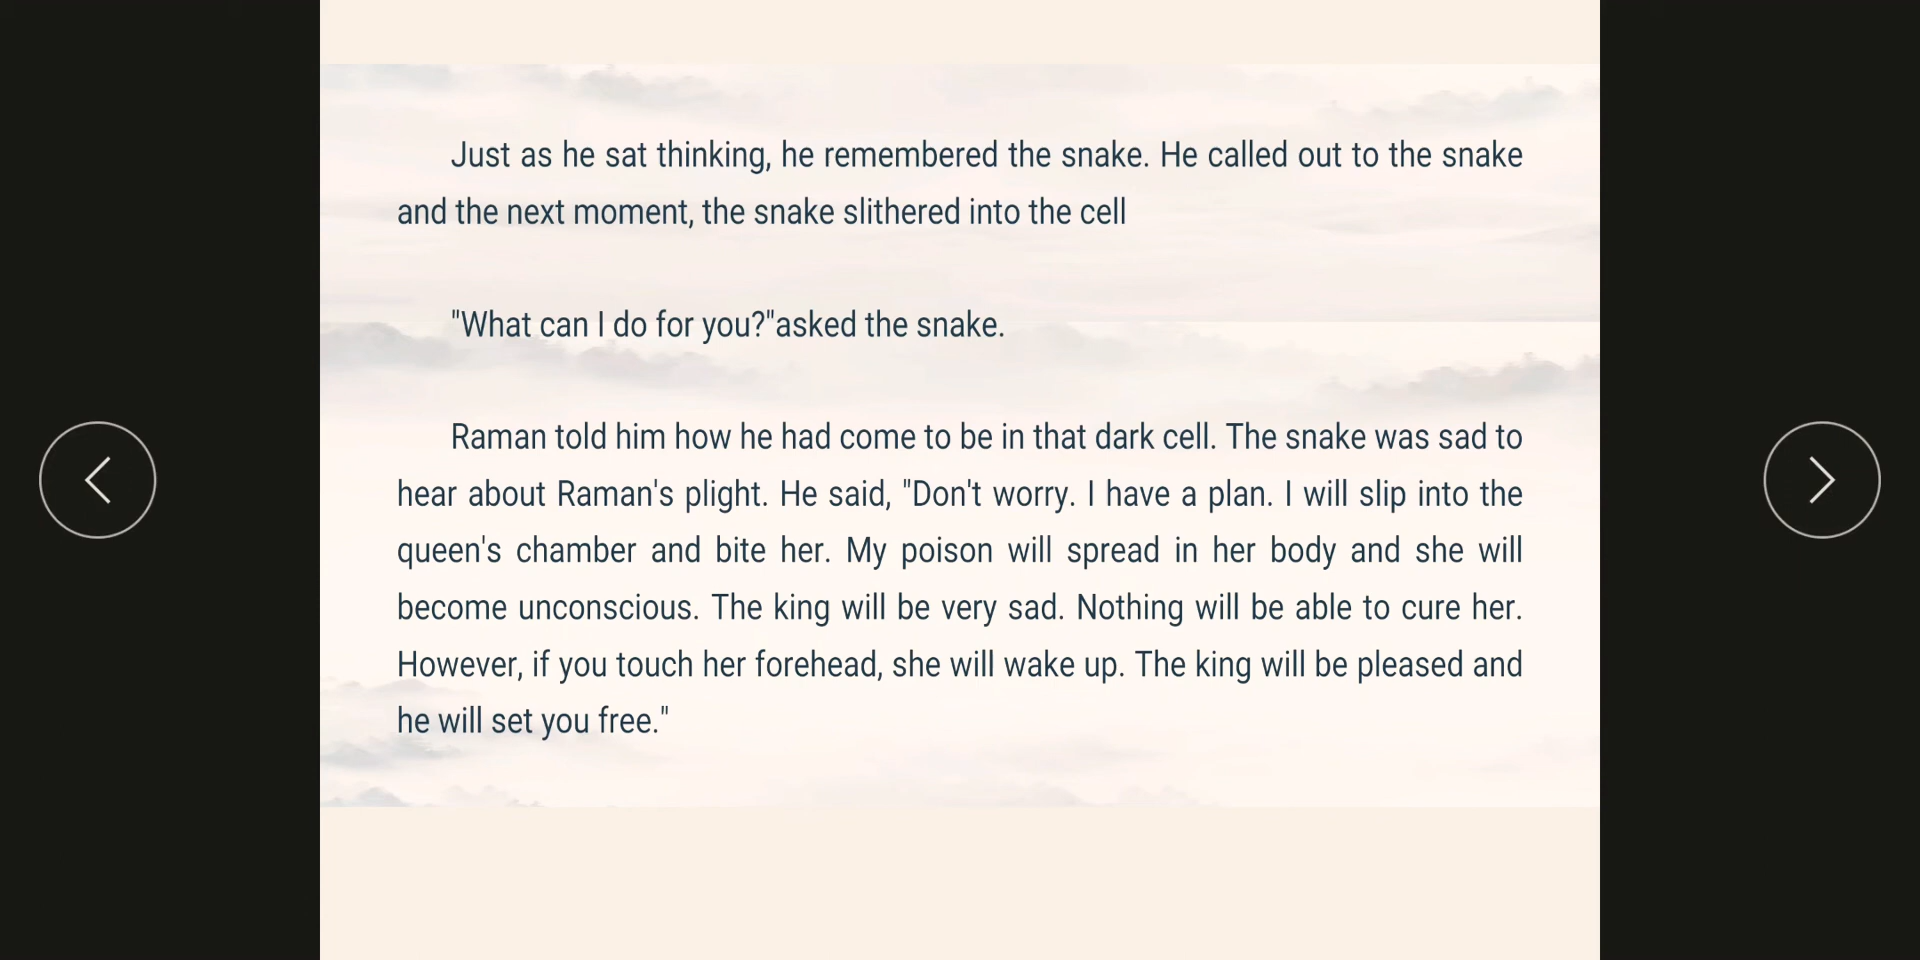 Just as he sat thinking, he remembered the snake. He called out to the snake
and the next moment, the snake slithered into the cell
"What can I do for you?"asked the snake.
Raman told him how he had come to be in that dark cell. The snake was sad to
hear about Raman's plight. He said, "Don't worry. I have a plan. I will slip into the
queen's chamber and bite her. My poison will spread in her body and she will
become unconscious. The king will be very sad. Nothing will be able to cure her.
However, if you touch her forehead, she will wake up. The king will be pleased and
he will set you free."